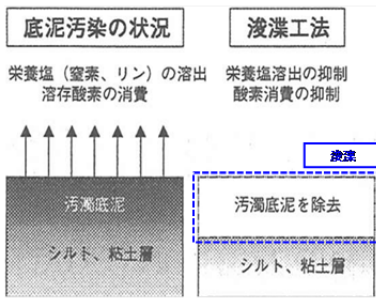 底泥汚染の状況
栄養塩（窒素、リン）の溶出
溶存酸素の消費
汚濁底泥
シルト、粘土層
浚渫工法
栄養塩溶出の抑制
酸素消費の抑制
浚渫
汚濁底泥を除去
シルト、粘土層